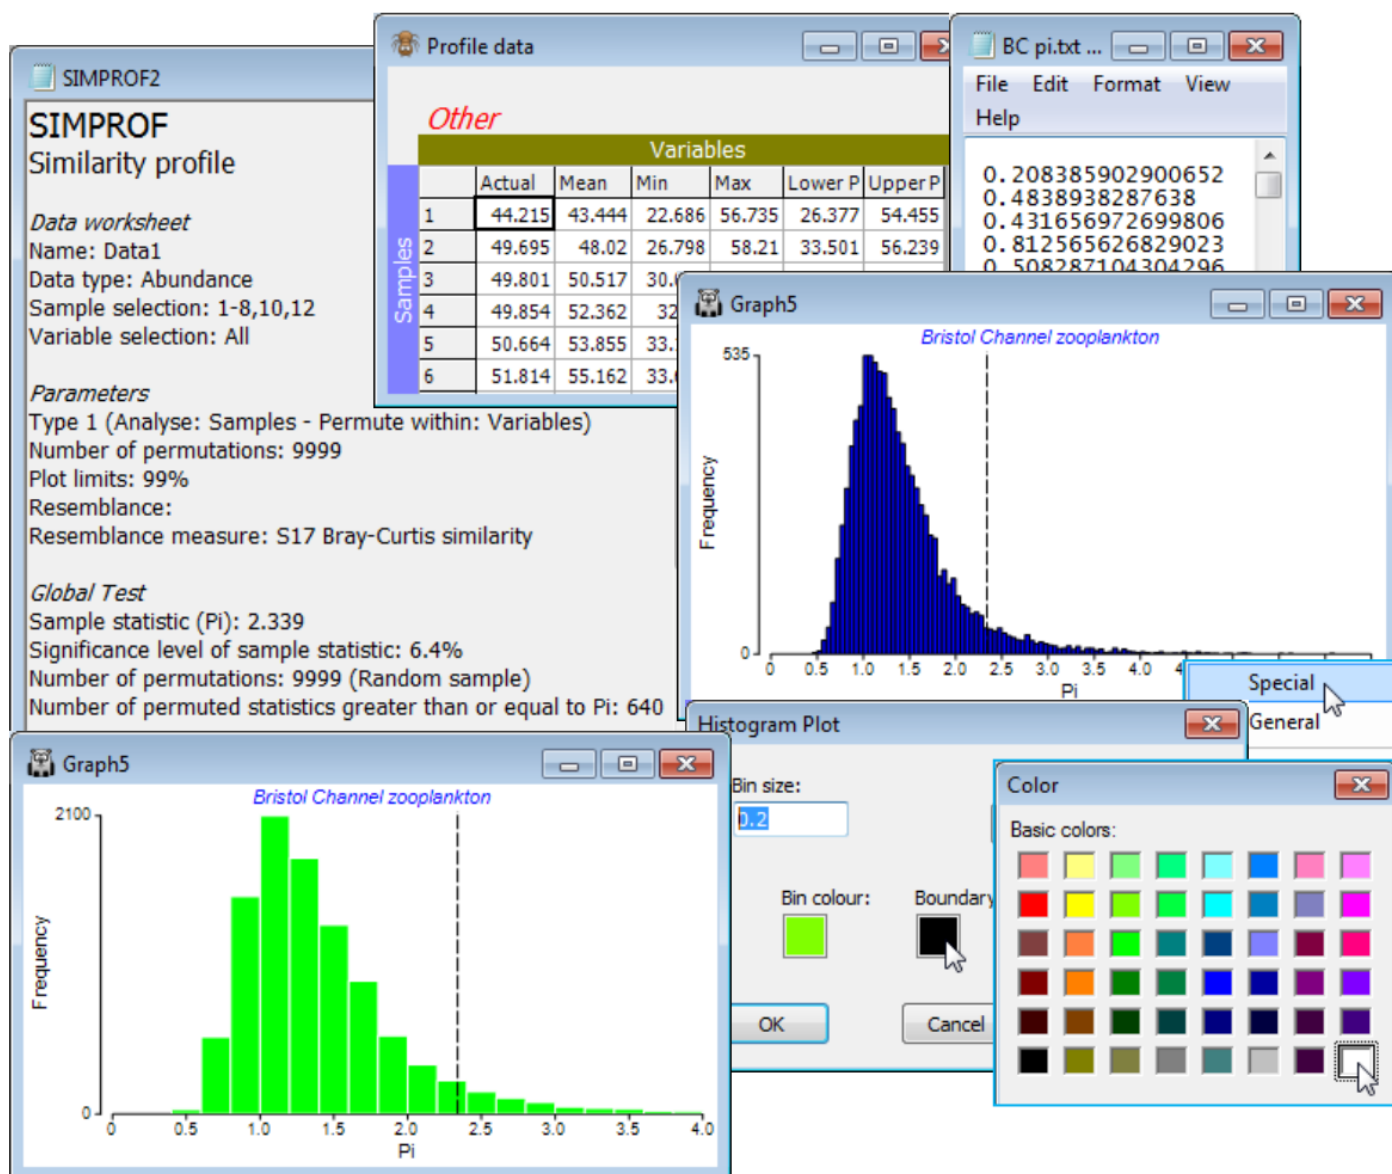 SIMPROF2
SIMPROF
Similarity profile
Data worksheet
Name: Data1
Data type: Abundance
Sample selection: 1-8,10,12
Variable selection: All
Parameters
Type 1 (Analyse: Samples - Permute within: Variables)
Number of permutations: 9999
Plot limits: 99%
Resemblance:
Resemblance measure: S17 Bray-Curtis similarity
Global Test
Sample statistic (Pi): 2.339
Significance level of sample statistic: 6.4%
Number of permutations: 9999 (Random sample)
Number of permuted statistics greater than or equal to Pi: 640
Profile data
Other
Variables
Samples
Actual Mean Min Max Lower P Upper P
1 44.215 43.444 22.686 56.735 26.377 54.455
2 49.695 48.02 26.798 58.21 33.501 56.239
3 49.801 50.517 30.
4 49.854 52.362 32
5 50.664 53.855 33.
6 51.814 55.162 33.
BC pi.txt ...
File Edit Format View
Help
0.208385902900652
0.4838938287638
0.431656972699806
0.812565626829023
0.508287104304296
Graph5
Bristol Channel zooplankton
535
Frequency
0
0 0.5 1.0 1.5 2.0 2.5 3.0 3.5 4.
Pi
Special
General
Histogram Plot
Bin size:
0.2
Bin colour:
Boundary
OK
Cancel
Color
Basic colors:
Graph5
Bristol Channel zooplankton
2100
Frequency
0
0 0.5 1.0 1.5 2.0 2.5 3.0 3.5 4.0
Pi